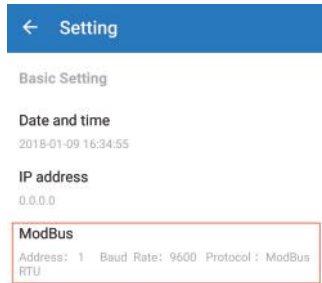 Setting
Basic Setting
Date and time
2018-01-09 16:34:55
IP address
0.0.0.0
ModBus
Address: 1 Baud Rate: 9600 Protocol : ModBus
RTU